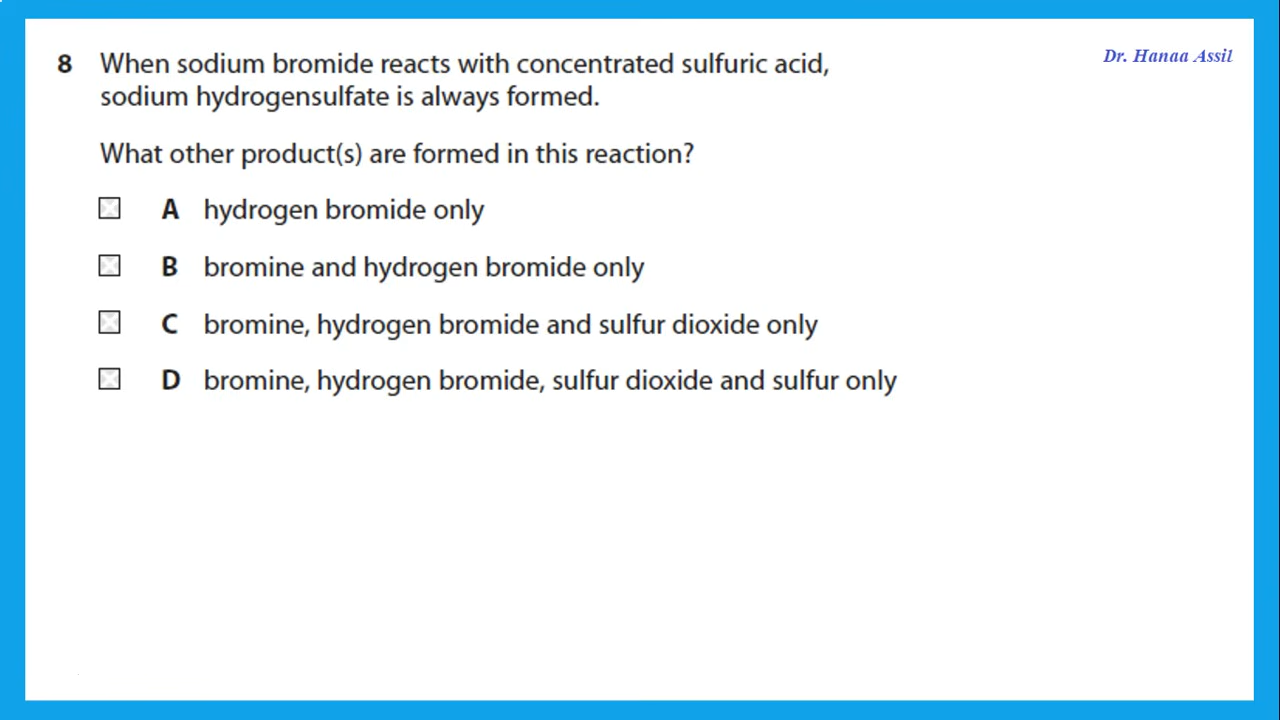 8 When sodium bromide reacts with concentrated sulfuric acid,
sodium hydrogensulfate is always formed.
Dr. Hanaa Assil
What other product(s) are formed in this reaction?
A hydrogen bromide only
B bromine and hydrogen bromide only
C bromine, hydrogen bromide and sulfur dioxide only
D bromine, hydrogen bromide, sulfur dioxide and sulfur only